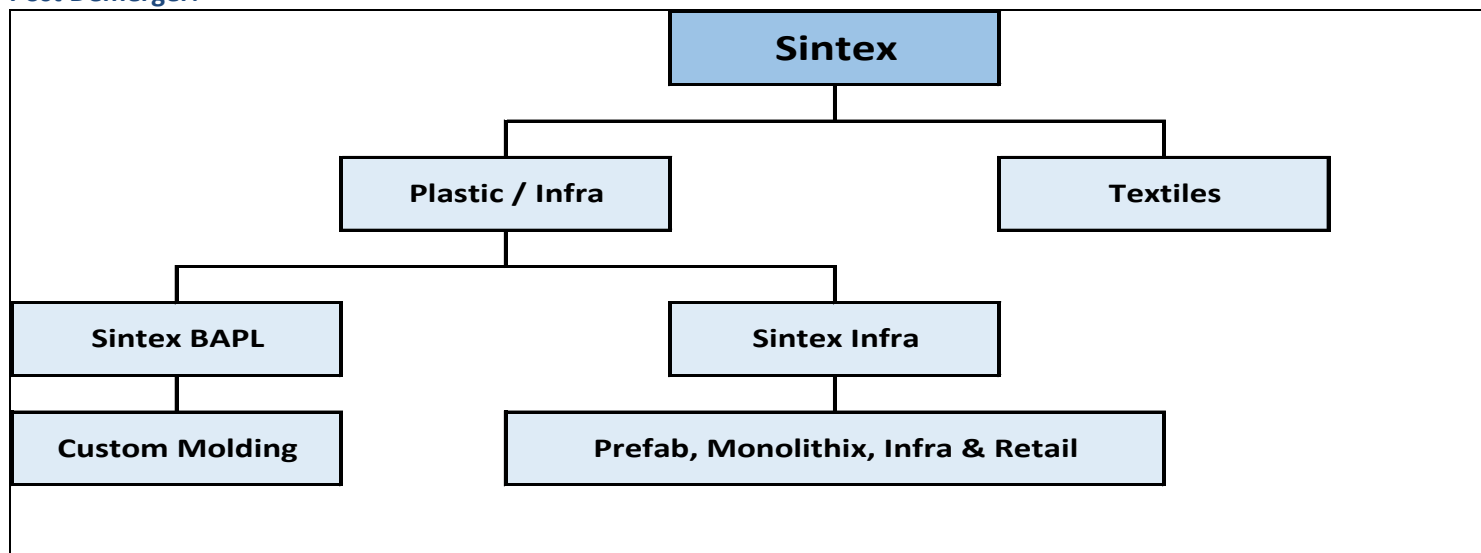 Post Demerger:
Sintex
Plastic / Infra
Textiles
Sintex BAPL
Sintex Infra
Custom Molding
Prefab, Monolithix, Infra & Retail